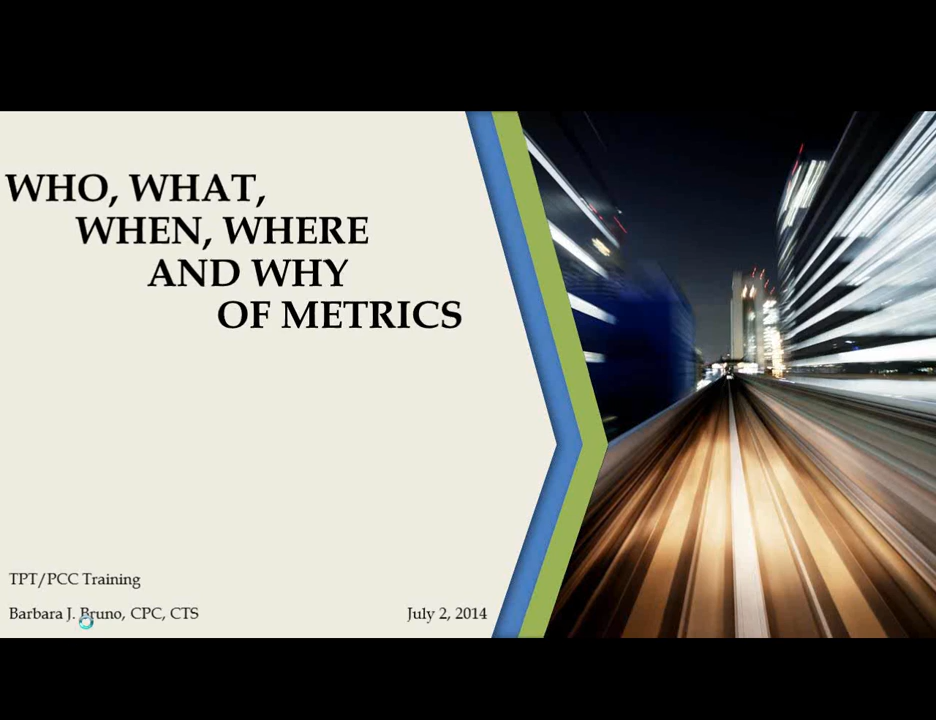 WHO, WHAT,
WHEN, WHERE
AND WHY
OF METRICS
TPT/PCC Training
Barbara J. Bruno, CPC, CTS
July 2, 2014